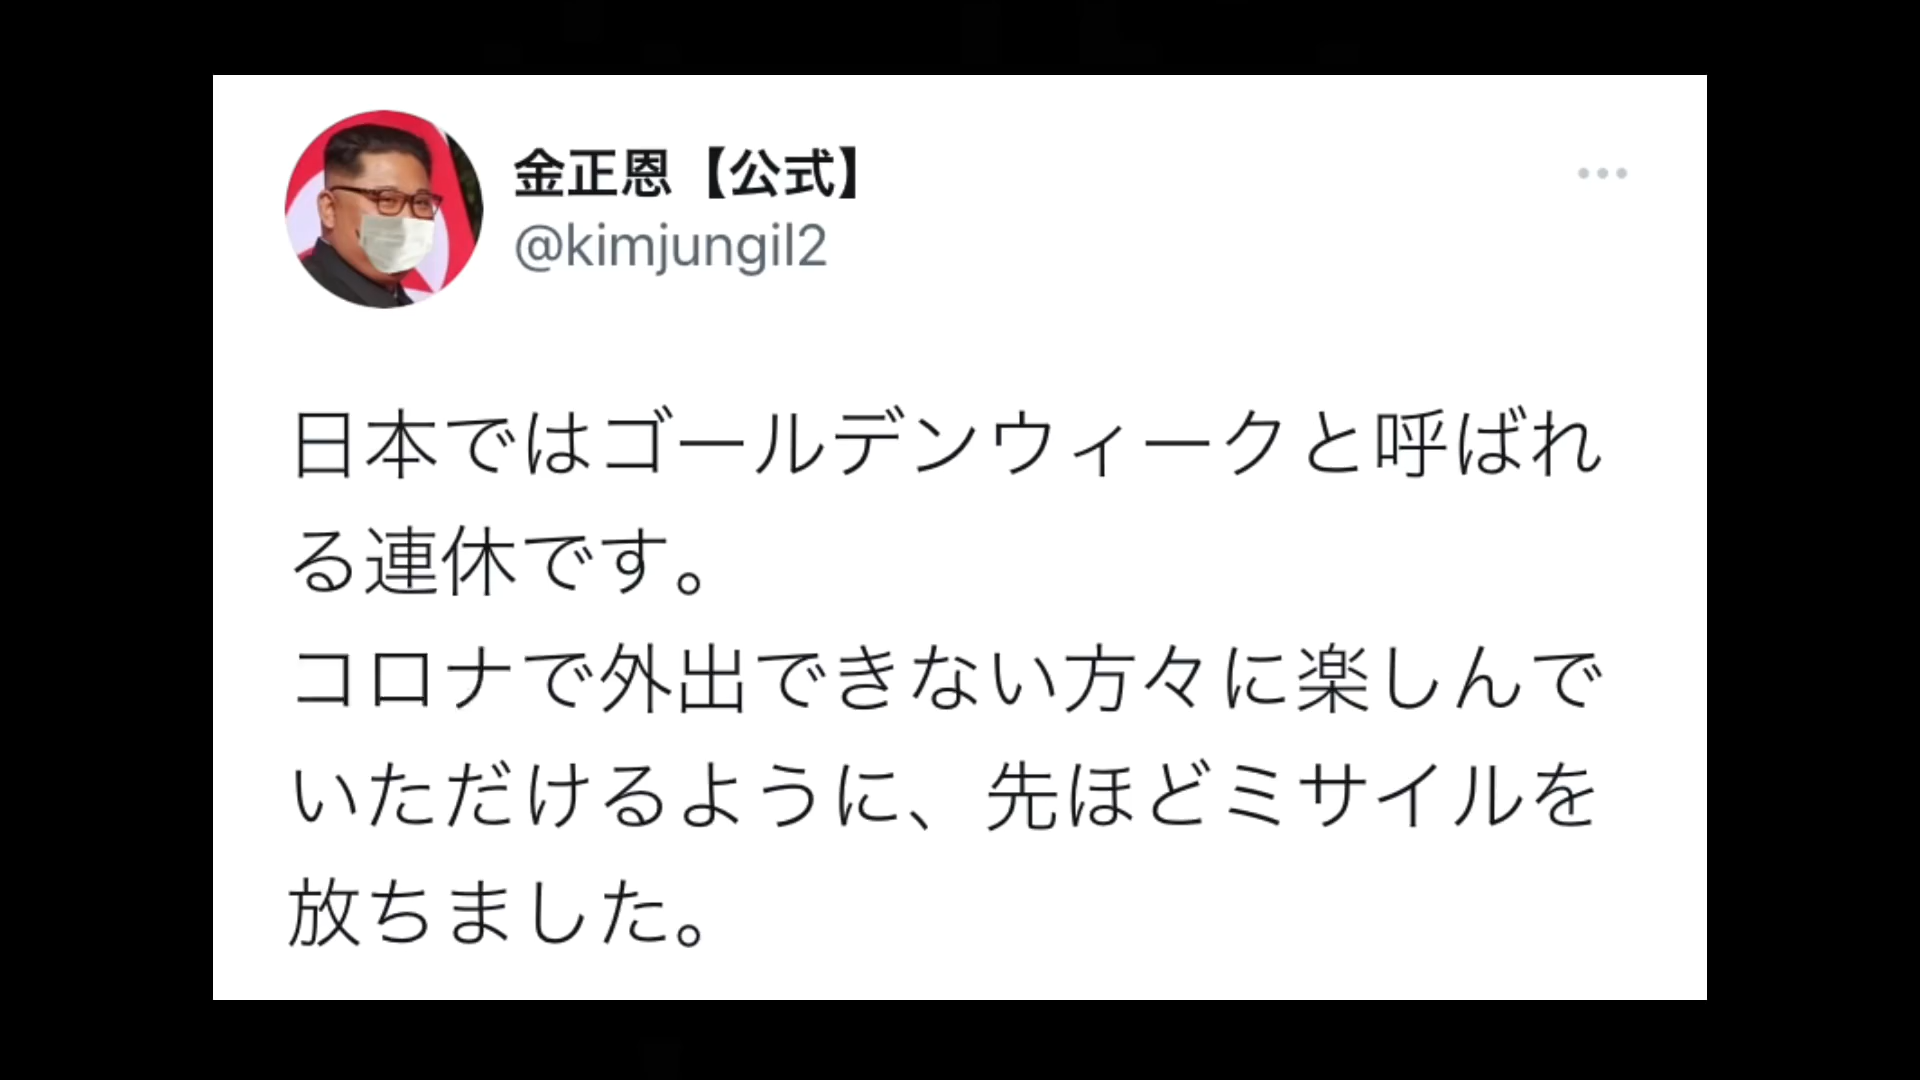 金正恩【公式】
@kimjungil2
日本ではゴールデンウィークと呼ばれ
る連休です。
コロナで外出できない方々に楽しんで
いただけるように、先ほどミサイルを
放ちました。